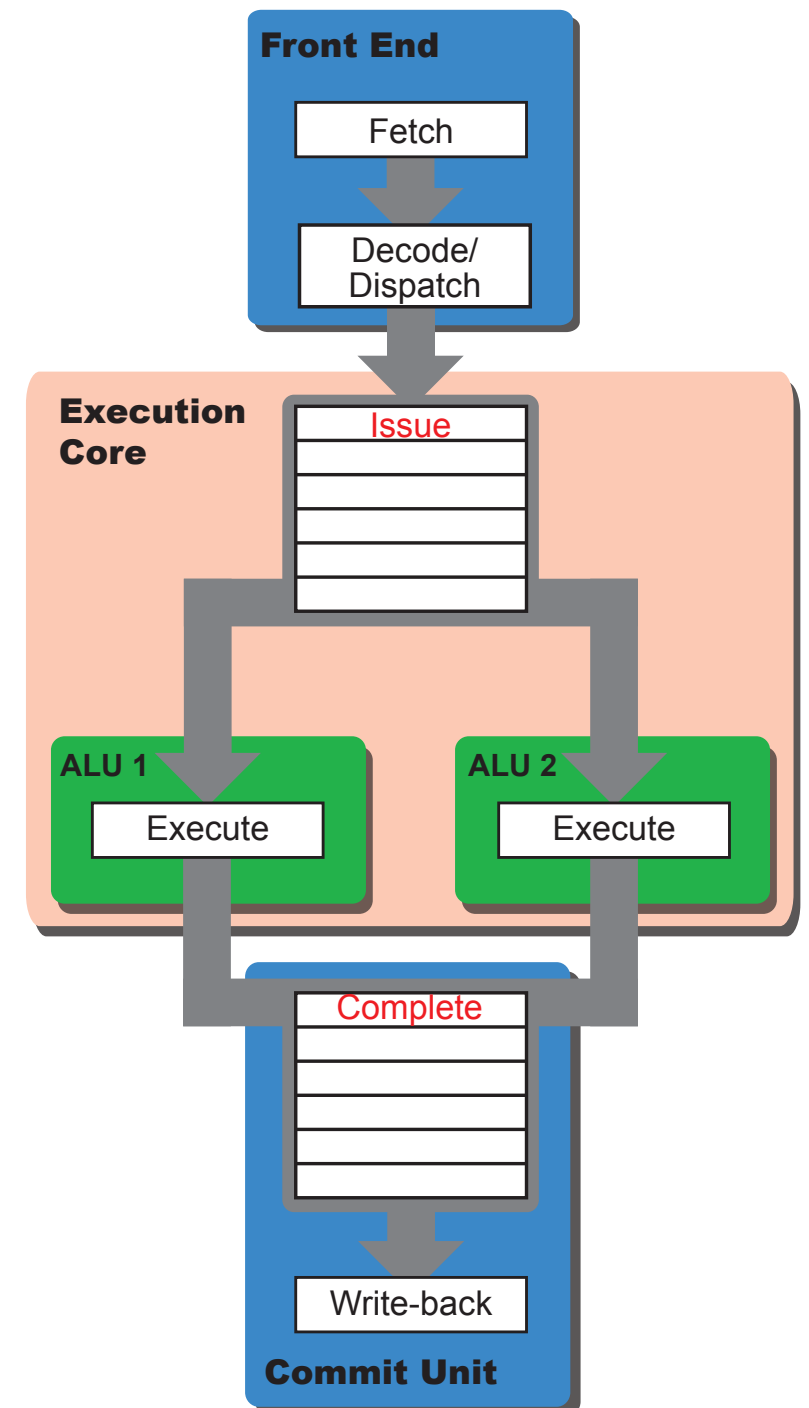 Front End
Fetch
Decode/
Dispatch
Execution
Core
Issue
ALU 1
Execute
ALU 2
Execute
Complete
Write-back
Commit Unit